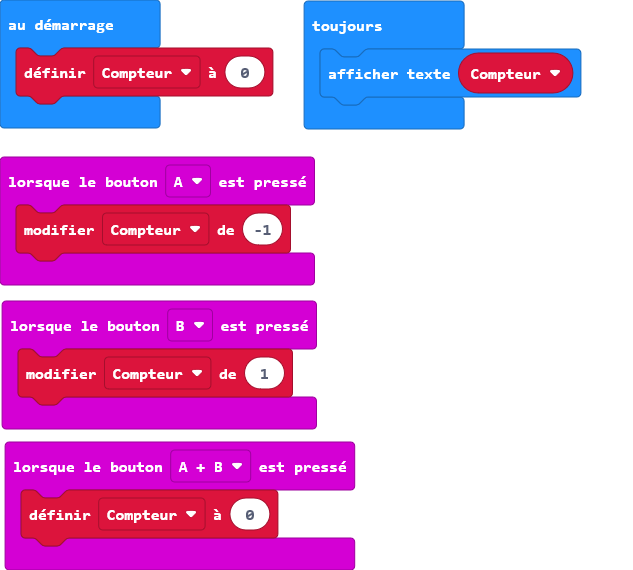 au démarrage
définir Compteur à 0
toujours
afficher texte Compteur
lorsque le bouton A est pressé
modifier Compteur de -1
lorsque le bouton B est pressé
modifier Compteur de 1
lorsque le bouton A + B est pressé
définir Compteur à 0